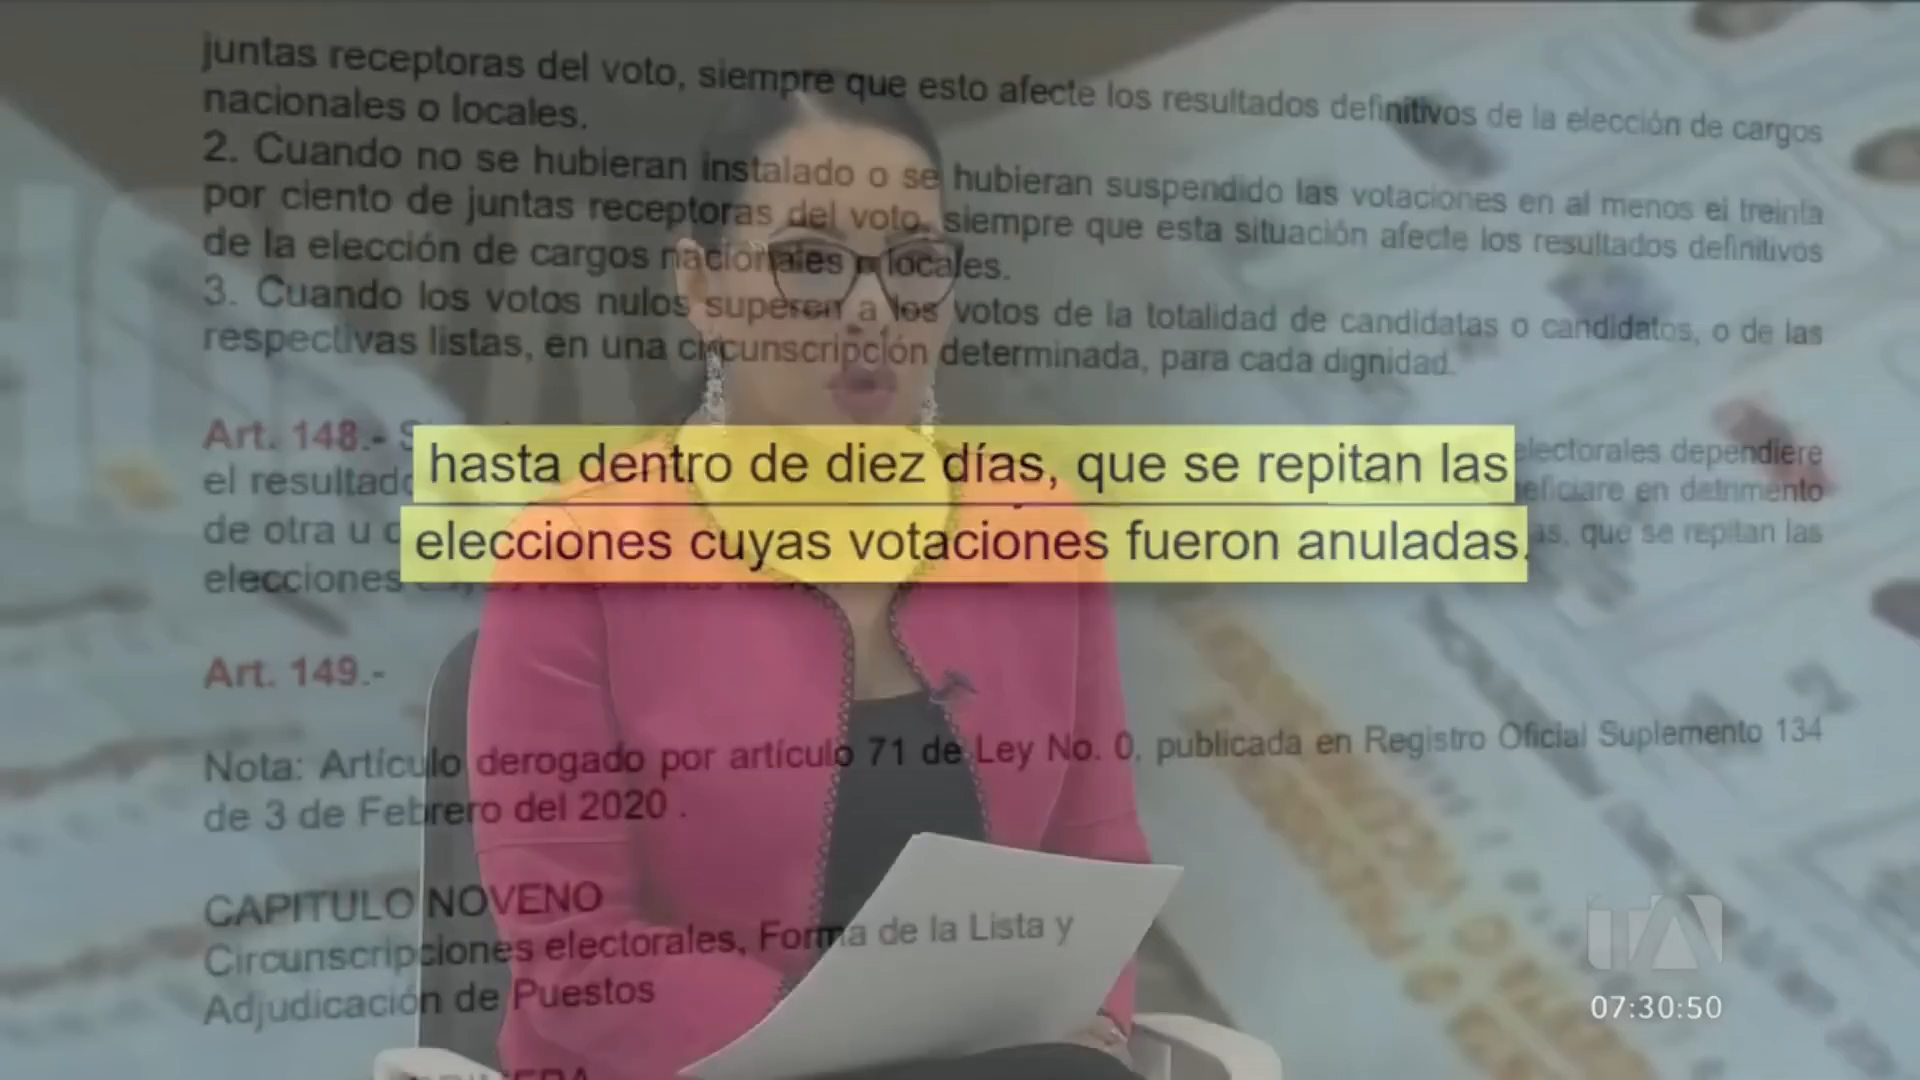 juntas receptoras del voto, siempre que esto afecte los resultados definitivos de la elección de cargos
nacionales o locales.
2. Cuando no se hubieran instalado o se hubieran suspendido las votaciones en al menos el treinta
por ciento de juntas receptoras del voto, siempre que esta situación afecte los resultados definitivos
de la elección de cargos nacionales o locales.
3. Cuando los votos nulos superen a los votos de la totalidad de candidatas o candidatos, o de las
respectivas listas, en una circunscripción determinada, para cada dignidad.
Art. 148.- electorales dependiere
el resultado en detrimento
hasta dentro de diez días, que se repitan las
de otra u que se repitan las
elecciones cuyas votaciones fueron anuladas.
elecciones
Art. 149.-
Nota: Artículo derogado por artículo 71 de Ley No. 0, publicada en Registro Oficial Suplemento 134
de 3 de Febrero del 2020 .
CAPITULO NOVENO
Circunscripciones electorales, Forma de la Lista y
Adjudicación de Puestos
TA
07:30:50